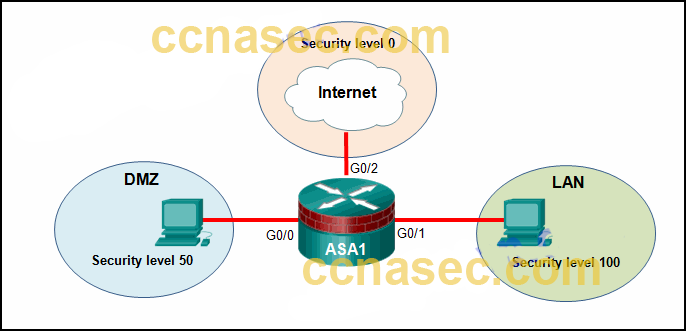 ccnasec.com
Security level 0
Internet
G0/2
DMZ
LAN
G0/0
G0/1
ASA1
Security level 50
Security level 100
ccnasec.com